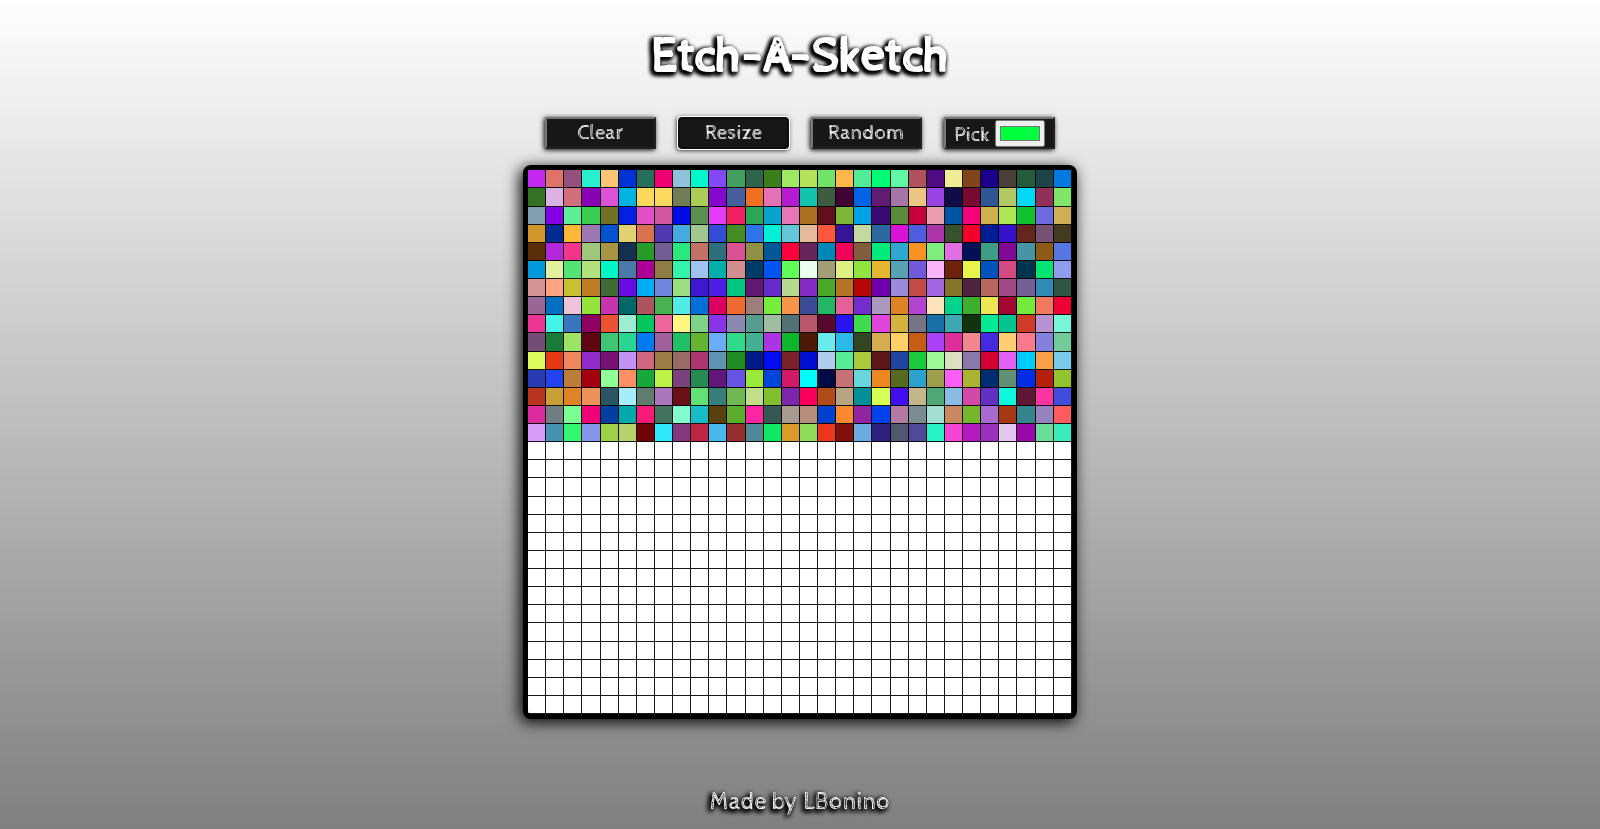 Etch-A-Sketch
Clear
Resize
Random
Pick
Made by LBonino